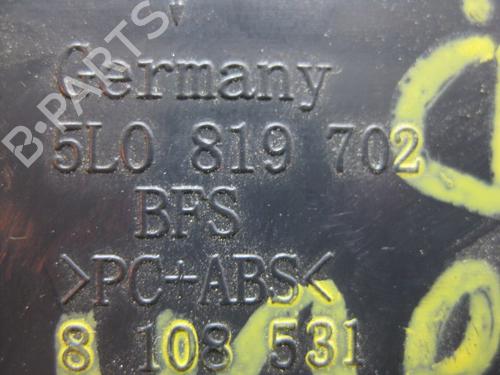 B-PARTS
Germany
5L0 819 702
BFS
>PC+ABS<
8 108 531